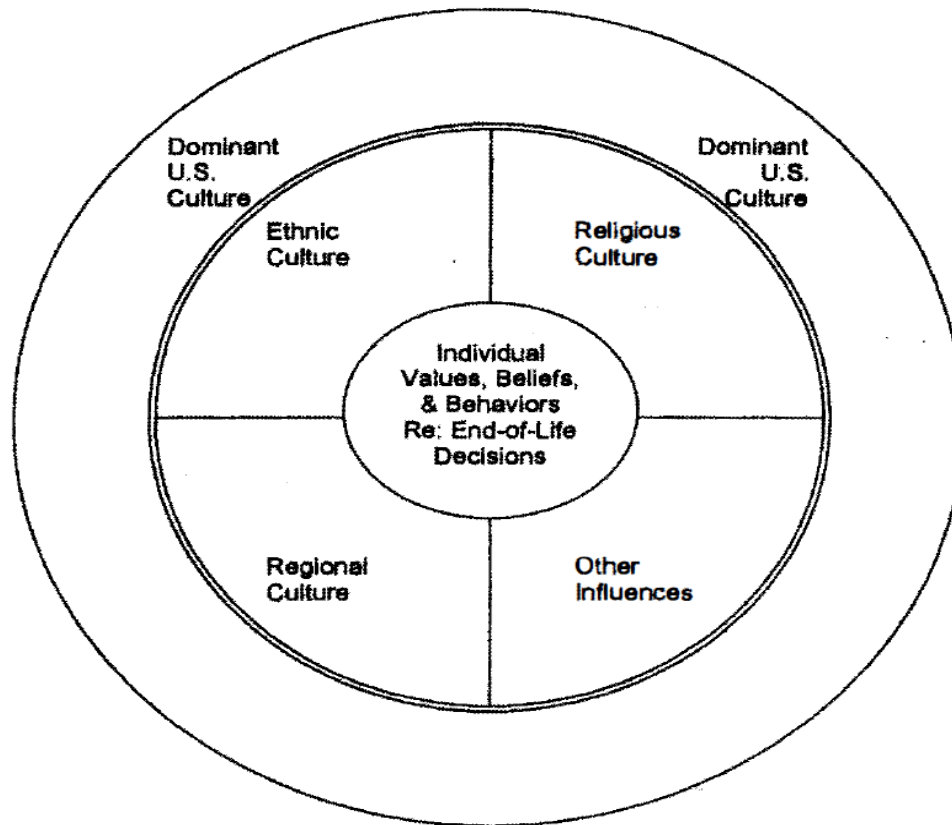 Dominant
U.S.
Culture
Dominant
U.S.
Culture
Ethnic
Culture
Religious
Culture
Individual
Values, Beliefs,
& Behaviors
Re: End-of-Life
Decisions
Regional
Culture
Other
Influences